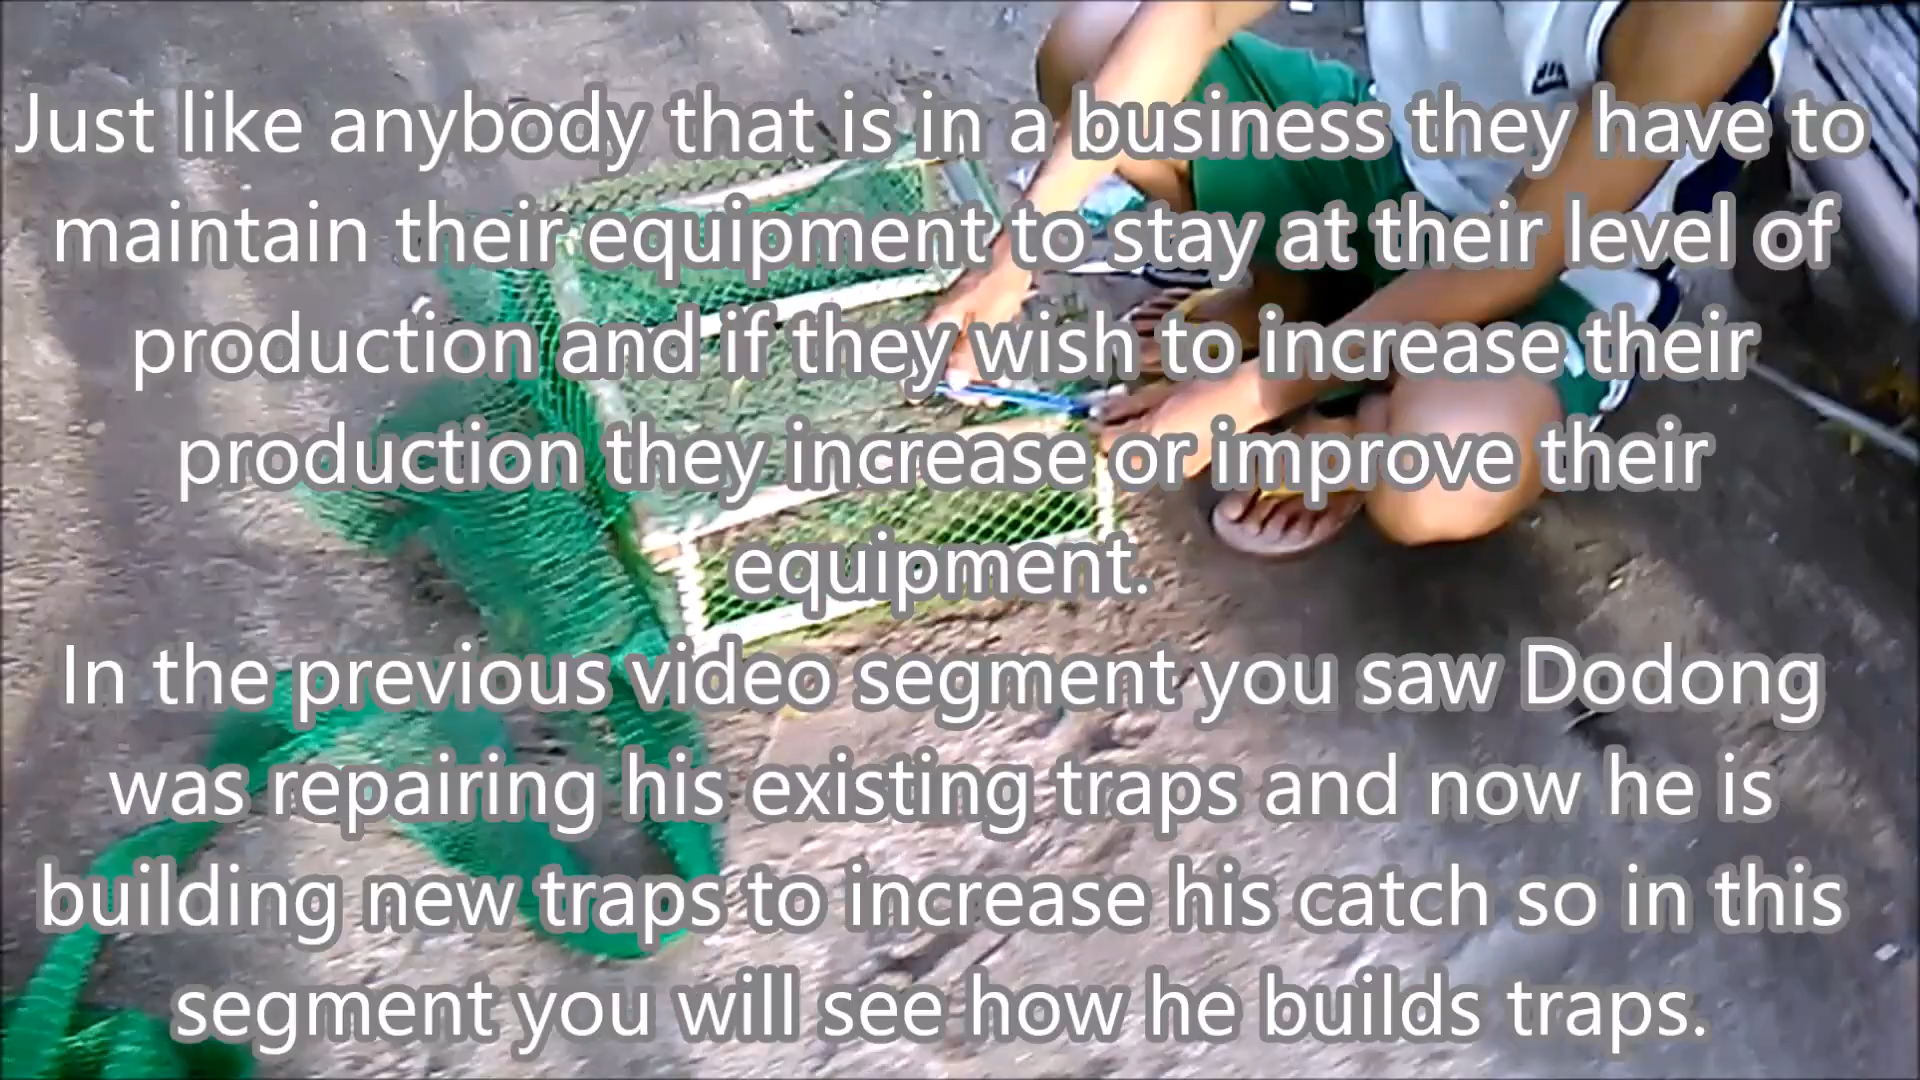 Just like anybody that is in a business they have to
maintain their equipment to stay at their level of
production and if they wish to increase their
production they increase or improve their
equipment.
In the previous video segment you saw Dodong
was repairing his existing traps and now he is
building new traps to increase his catch so in this
segment you will see how he builds traps.